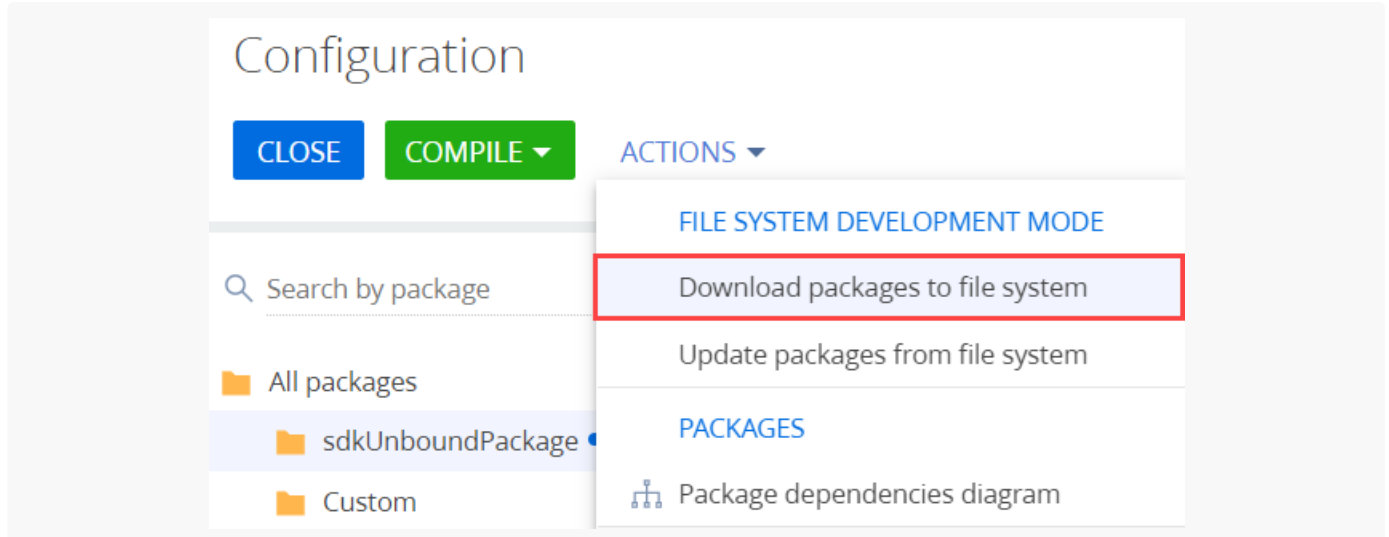 Configuration
CLOSE
COMPILE
ACTIONS
FILE SYSTEM DEVELOPMENT MODE
Search by package
Download packages to file system
Update packages from file system
All packages
sdkUnboundPackage
PACKAGES
Custom
Package dependencies diagram